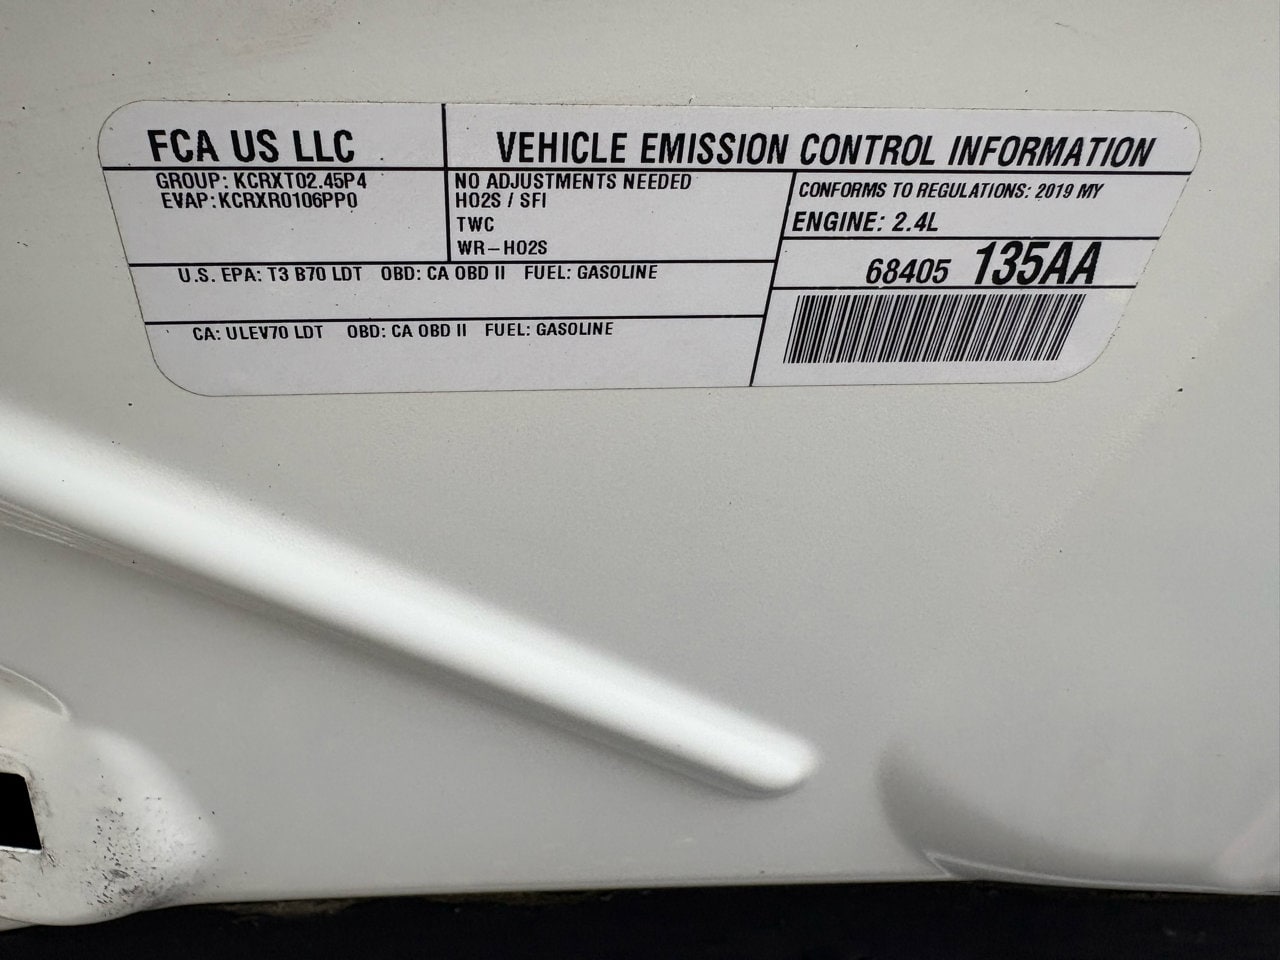 FCA US LLC
VEHICLE EMISSION CONTROL INFORMATION
GROUP: KCRXT02.45P4
EVAP:KCRXR0106PP0
NO ADJUSTMENTS NEEDED
HO2S / SFI
TWC
WR-HO2S
CONFORMS TO REGULATIONS: 2019 MY
ENGINE: 2.4L
68405 135AA
U.S. EPA: T3 B70 LDT OBD: CA OBD II FUEL: GASOLINE
CA: ULEV70 LDT OBD: CA OBD II FUEL: GASOLINE